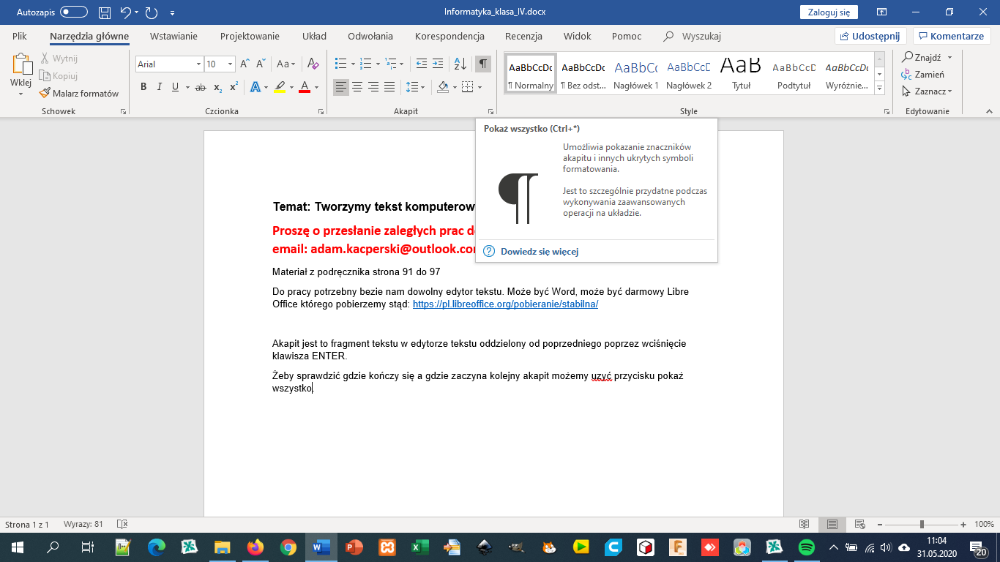 Autozapis
Informatyka_klasa_IV.docx
Zaloguj się
Plik
Narzędzia główne
Wstawianie
Projektowanie
Układ
Odwołania
Korespondencja
Recenzja
Widok
Pomoc
Wyszukaj
Udostępnij
Komentarze
Wklej
Wytnij
Kopiuj
Malarz formatów
Schowek
Arial
10
Aa
B I U ab x₂ x² A A
Czcionka
Akapit
AaBbCcDc AaBbCcDc AaBbCc AaBbCcD AaB AaBbCcD AaBbCcDc
¶ Normalny
¶ Bez odst...
Nagłówek 1
Nagłówek 2
Tytuł
Podtytuł
Wyróżnie...
Style
Znajdź
Zamień
Zaznacz
Edytowanie
Pokaż wszystko (Ctrl+*)
Umożliwia pokazanie znaczników
akapitu i innych ukrytych symboli
formatowania.
Jest to szczególnie przydatne podczas
wykonywania zaawansowanych
operacji na układzie.
Dowiedz się więcej
Temat: Tworzymy tekst komputerow
Proszę o przesłanie zaległych prac d
email: adam.kacperski@outlook.co
Materiał z podręcznika strona 91 do 97
Do pracy potrzebny bezie nam dowolny edytor tekstu. Może być Word, może być darmowy Libre
Office którego pobierzemy stąd: https://pl.libreoffice.org/pobieranie/stabilna/
Akapit jest to fragment tekstu w edytorze tekstu oddzielony od poprzedniego poprzez wciśnięcie
klawisza ENTER.
Żeby sprawdzić gdzie kończy się a gdzie zaczyna kolejny akapit możemy uzyć przycisku pokaż
wszystko.
Strona 1 z 1
Wyrazy: 81
100%
11:04
31.05.2020
20